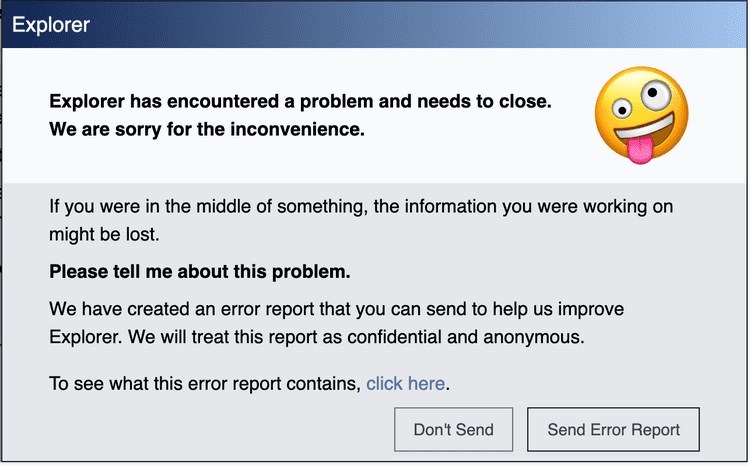 Explorer
Explorer has encountered a problem and needs to close.
We are sorry for the inconvenience.
If you were in the middle of something, the information you were working on
might be lost.
Please tell me about this problem.
We have created an error report that you can send to help us improve
Explorer. We will treat this report as confidential and anonymous.
To see what this error report contains, click here.
Don't Send
Send Error Report